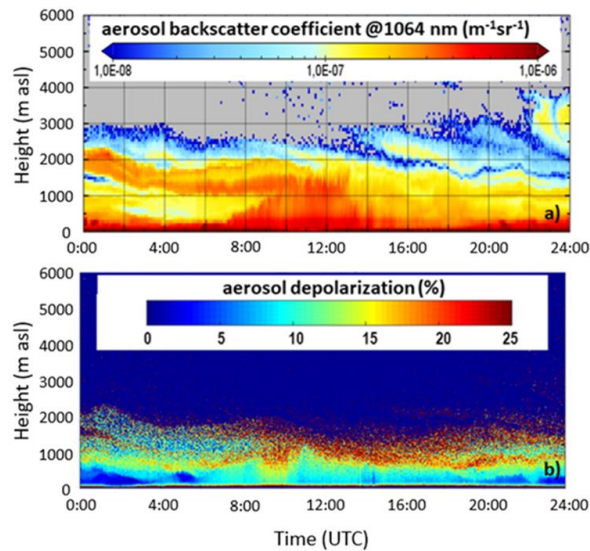 6000
aerosol backscatter coefficient @1064 nm (m⁻¹sr⁻¹)
5000
1,0E-08 1,0E-07 1,0E-06
4000
3000
2000
1000
0
Height (m asl)
a)
0:00 4:00 8:00 12:00 16:00 20:00 24:00
6000
aerosol depolarization (%)
5000
0 5 10 15 20 25
4000
3000
2000
1000
0
Height (m asl)
b)
0:00 4:00 8:00 12:00 16:00 20:00 24:00
Time (UTC)